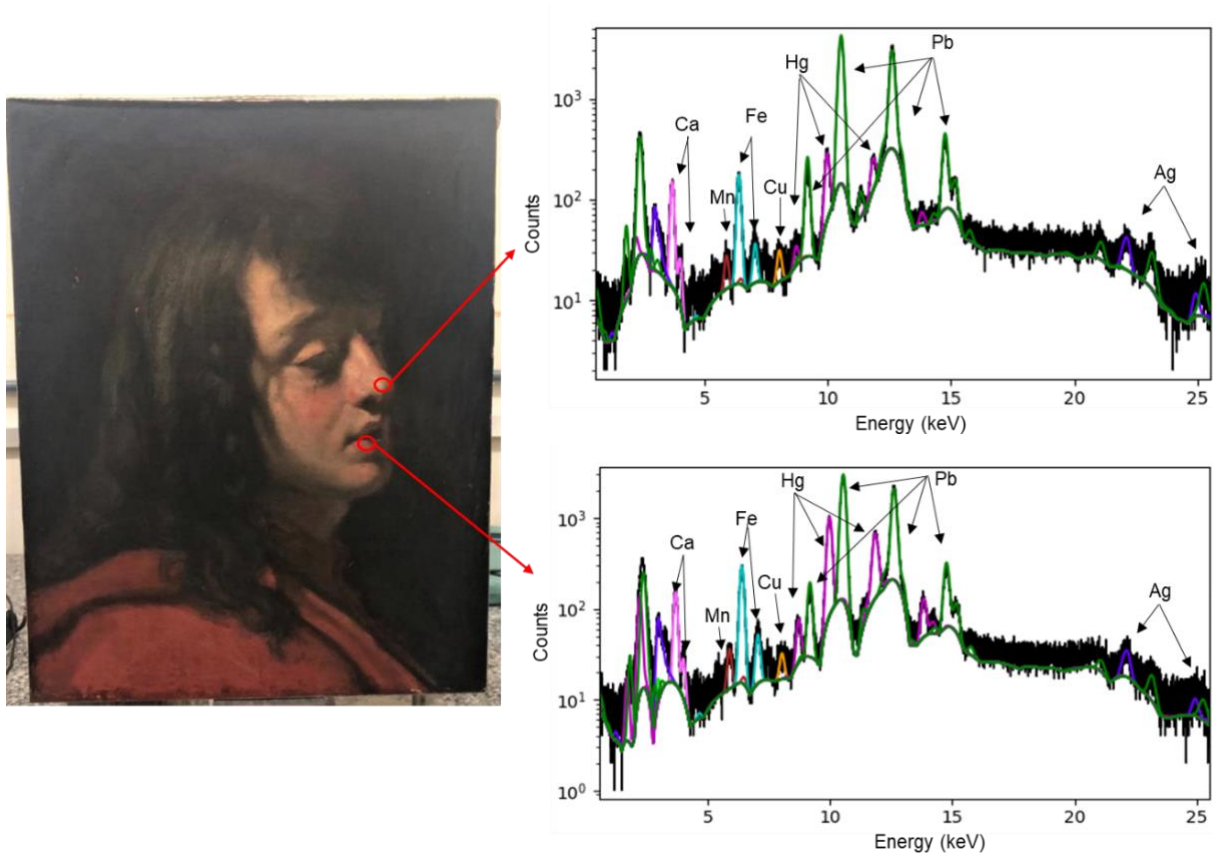 Pb
Hg
Ca
Fe
Mn
Cu
Ag
10³
10²
10¹
Counts
5
10
15
20
25
Energy (keV)
Hg
Pb
Fe
Ca
Cu
Mn
Ag
10³
10²
10¹
10⁰
Counts
5
10
15
20
25
Energy (keV)